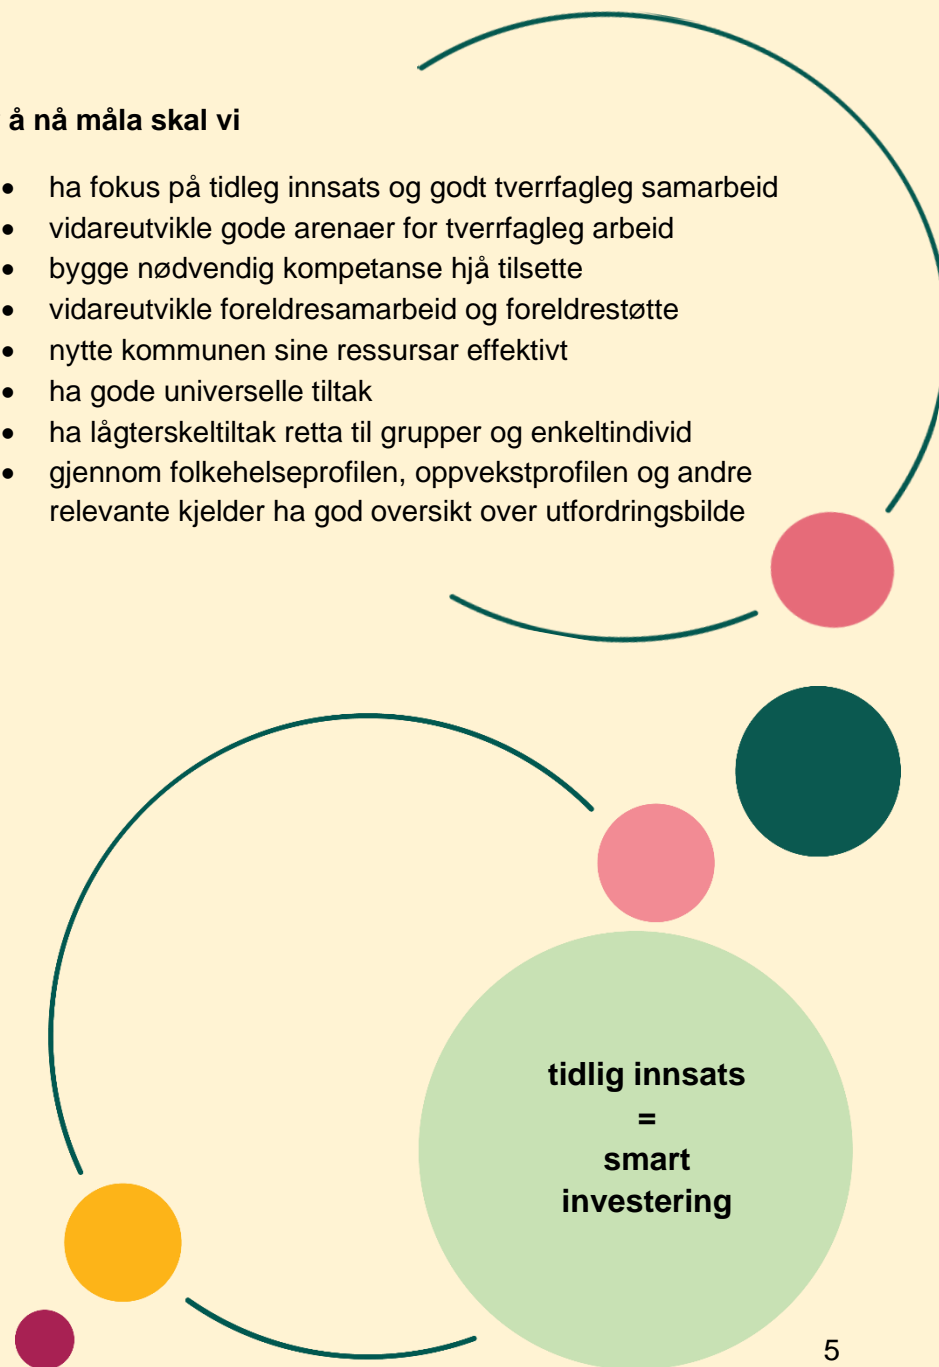 å nå måla skal vi
• ha fokus på tidleg innsats og godt tverrfagleg samarbeid
• vidareutvikle gode arenaer for tverrfagleg arbeid
• bygge nødvendig kompetanse hjå tilsette
• vidareutvikle foreldresamarbeid og foreldrestøtte
• nytte kommunen sine ressursar effektivt
• ha gode universelle tiltak
• ha lågterskeltiltak retta til grupper og enkeltindivid
• gjennom folkehelseprofilen, oppvekstprofilen og andre
relevante kjelder ha god oversikt over utfordringsbilde
tidlig innsats
=
smart
investering
5